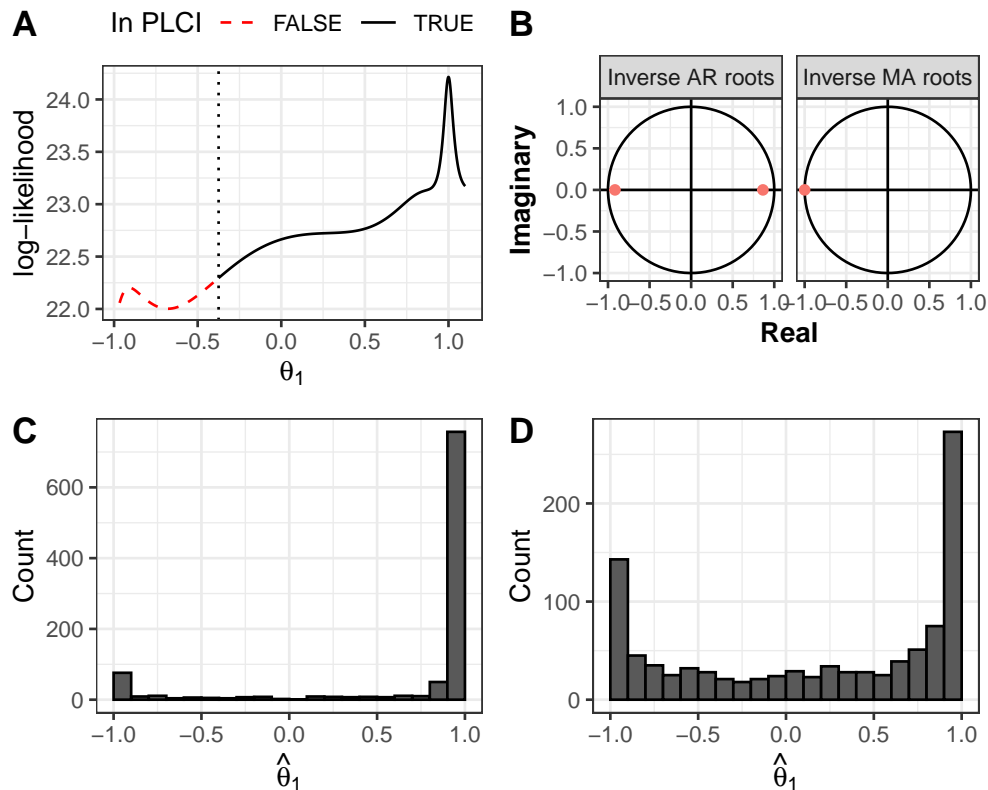 A
In PLCI FALSE TRUE
log−likelihood
24.0
23.5
23.0
22.5
22.0
−1.0 −0.5 0.0 0.5 1.0
θ1
B
Inverse AR roots Inverse MA roots
Imaginary
1.0
0.5
0.0
−0.5
−1.0
−1.0 −0.5 0.0 0.5 1.0 −1.0 −0.5 0.0 0.5 1.0
Real
C
Count
600
400
200
0
−1.0 −0.5 0.0 0.5 1.0
θ̂1
D
Count
200
100
0
−1.0 −0.5 0.0 0.5 1.0
θ̂1